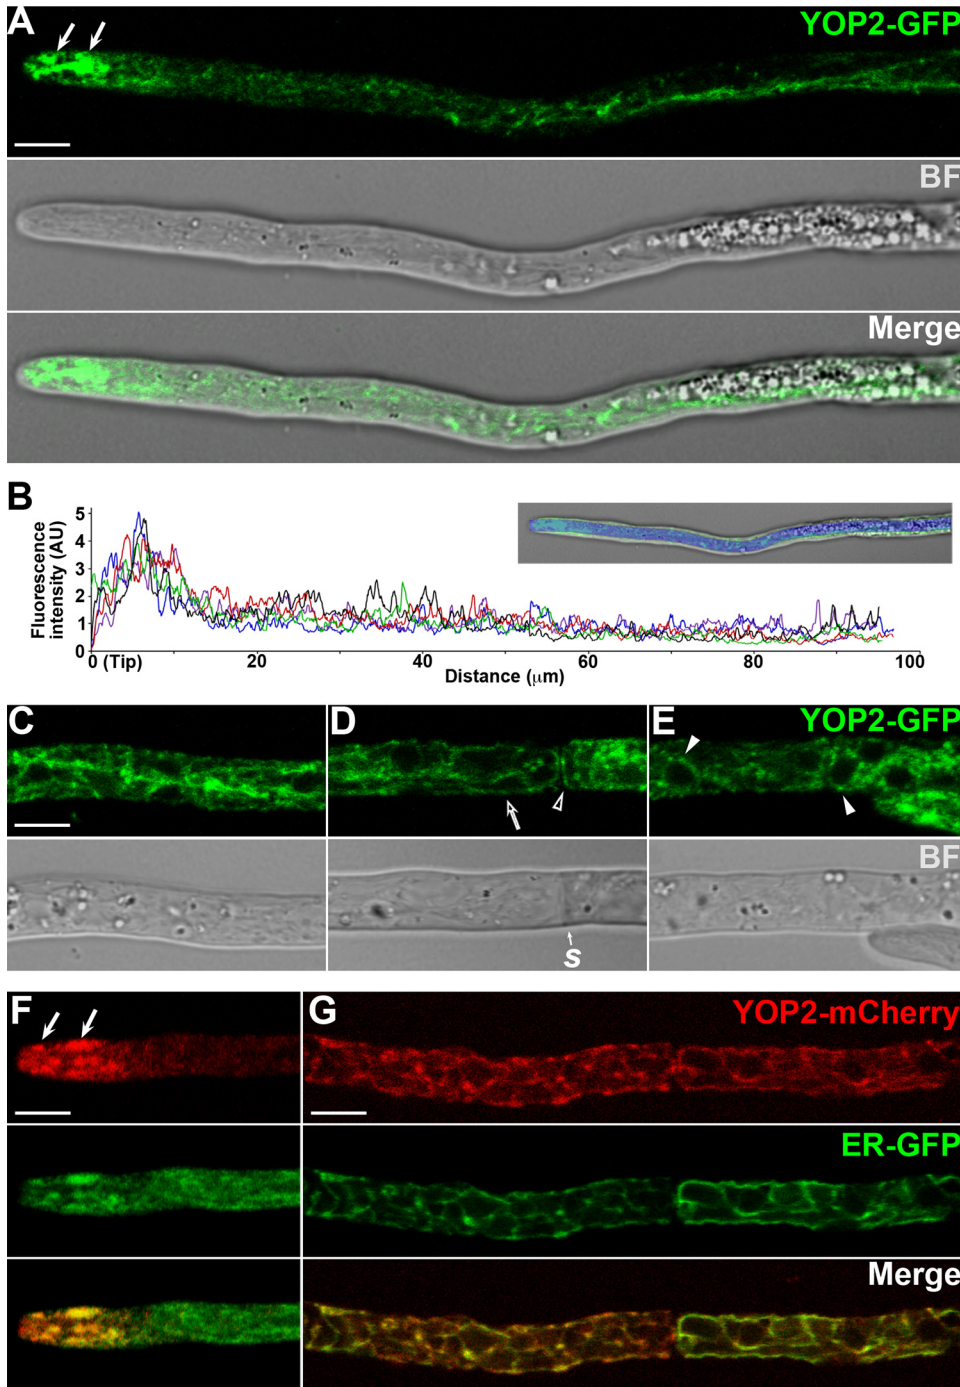 A
YOP2-GFP
BF
Merge
B
Fluorescence
intensity (AU)
5
4
3
2
1
0
0 (Tip)
20
40
60
80
100
Distance (μm)
C
D
E
YOP2-GFP
BF
s
F
G
YOP2-mCherry
ER-GFP
Merge